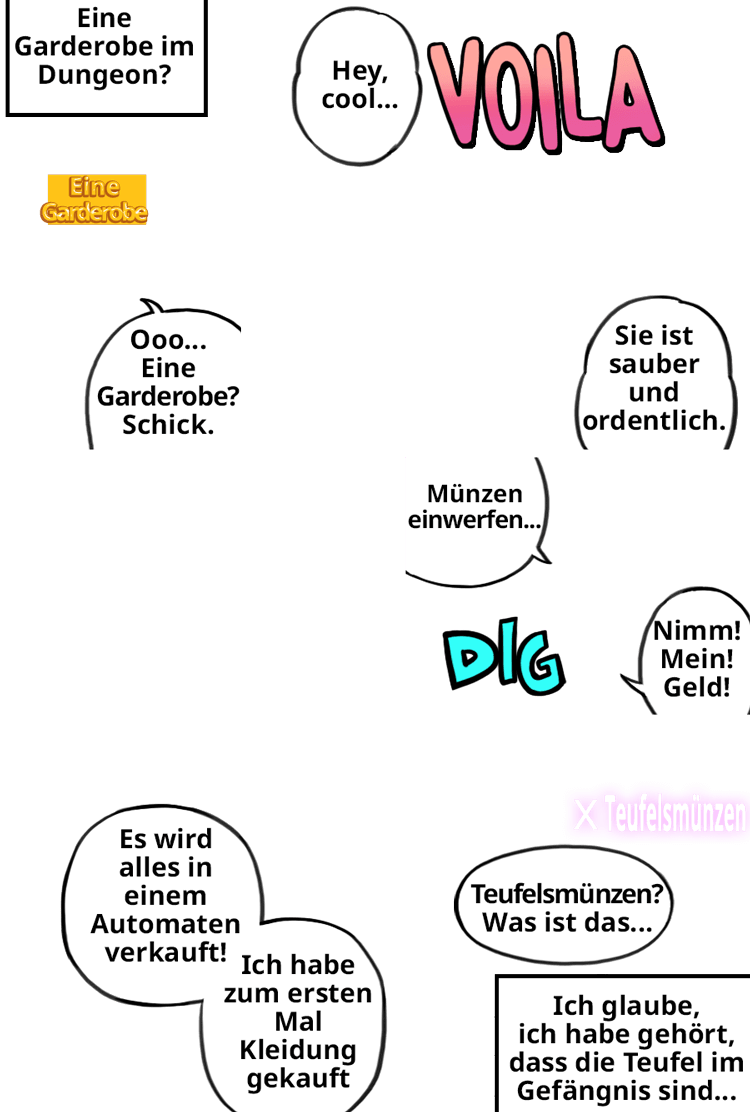 Eine
Garderobe im
Dungeon?
Hey,
cool...
VOILA
Eine
Garderobe
Ooo...
Eine
Garderobe?
Schick.
Sie ist
sauber
und
ordentlich.
Münzen
einwerfen...
DIG
Nimm!
Mein!
Geld!
X Teufelsmünzen
Es wird
alles in
einem
Automaten
verkauft!
Teufelsmünzen?
Was ist das...
Ich habe
zum ersten
Mal
Kleidung
gekauft
Ich glaube,
ich habe gehört,
dass die Teufel im
Gefängnis sind...